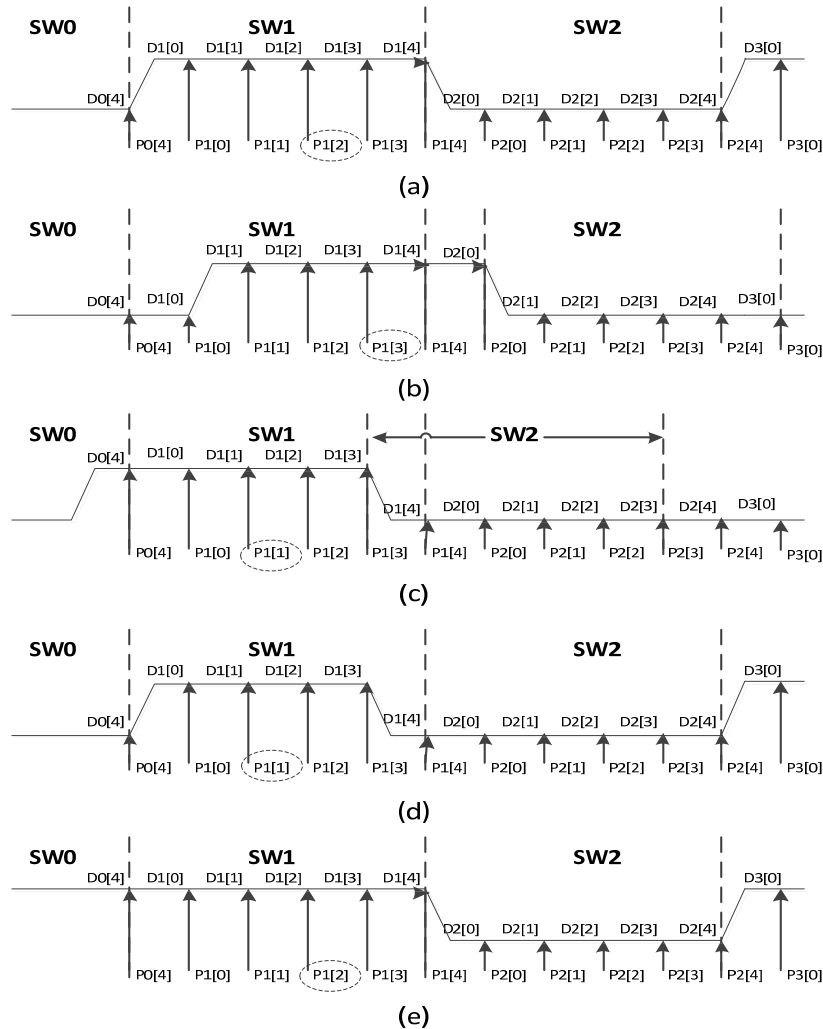 SW0 SW1 SW2
D1[0] D1[1] D1[2] D1[3] D1[4] D3[0]
D0[4] D2[0] D2[1] D2[2] D2[3] D2[4]
P0[4] P1[0] P1[1] P1[2] P1[3] P1[4] P2[0] P2[1] P2[2] P2[3] P2[4] P3[0]
(a)
SW0 SW1 SW2
D1[1] D1[2] D1[3] D1[4] D2[0]
D0[4] D1[0] D2[1] D2[2] D2[3] D2[4] D3[0]
P0[4] P1[0] P1[1] P1[2] P1[3] P1[4] P2[0] P2[1] P2[2] P2[3] P2[4] P3[0]
(b)
SW0 SW1 SW2
D0[4] D1[0] D1[1] D1[2] D1[3]
D1[4] D2[0] D2[1] D2[2] D2[3] D2[4] D3[0]
P0[4] P1[0] P1[1] P1[2] P1[3] P1[4] P2[0] P2[1] P2[2] P2[3] P2[4] P3[0]
(c)
SW0 SW1 SW2
D1[0] D1[1] D1[2] D1[3] D3[0]
D0[4] D1[4] D2[0] D2[1] D2[2] D2[3] D2[4]
P0[4] P1[0] P1[1] P1[2] P1[3] P1[4] P2[0] P2[1] P2[2] P2[3] P2[4] P3[0]
(d)
SW0 SW1 SW2
D0[4] D1[0] D1[1] D1[2] D1[3] D1[4] D3[0]
D2[0] D2[1] D2[2] D2[3] D2[4]
P0[4] P1[0] P1[1] P1[2] P1[3] P1[4] P2[0] P2[1] P2[2] P2[3] P2[4] P3[0]
(e)